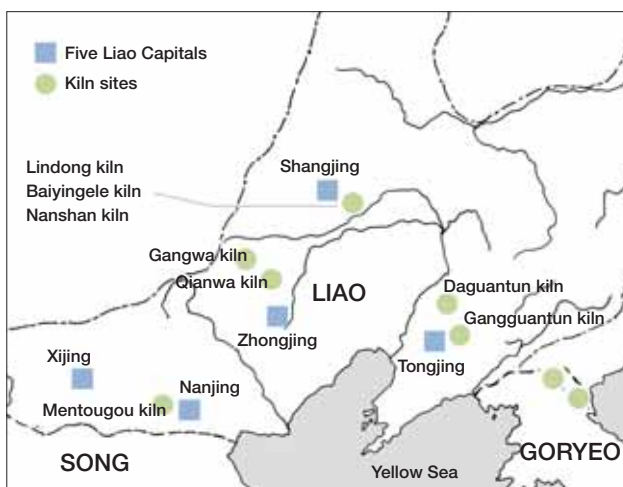 Five Liao Capitals
Kiln sites
Lindong kiln
Baiyingele kiln
Nanshan kiln
Shangjing
Gangwa kiln
Qianwa kiln
LIAO
Daguantun kiln
Gangguantun kiln
Zhongjing
Tongjing
Xijing
Nanjing
Mentougou kiln
SONG
Yellow Sea
GORYEO